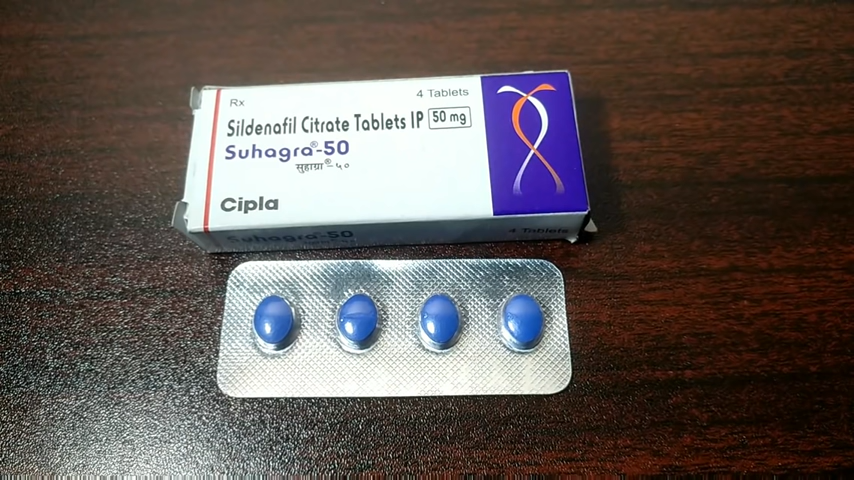 Rx
4 Tablets
Sildenafil Citrate Tablets IP 50 mg
Suhagra®-50
सुहाग्रा®-५०
Cipla
Suhagra-50
4 Tablets